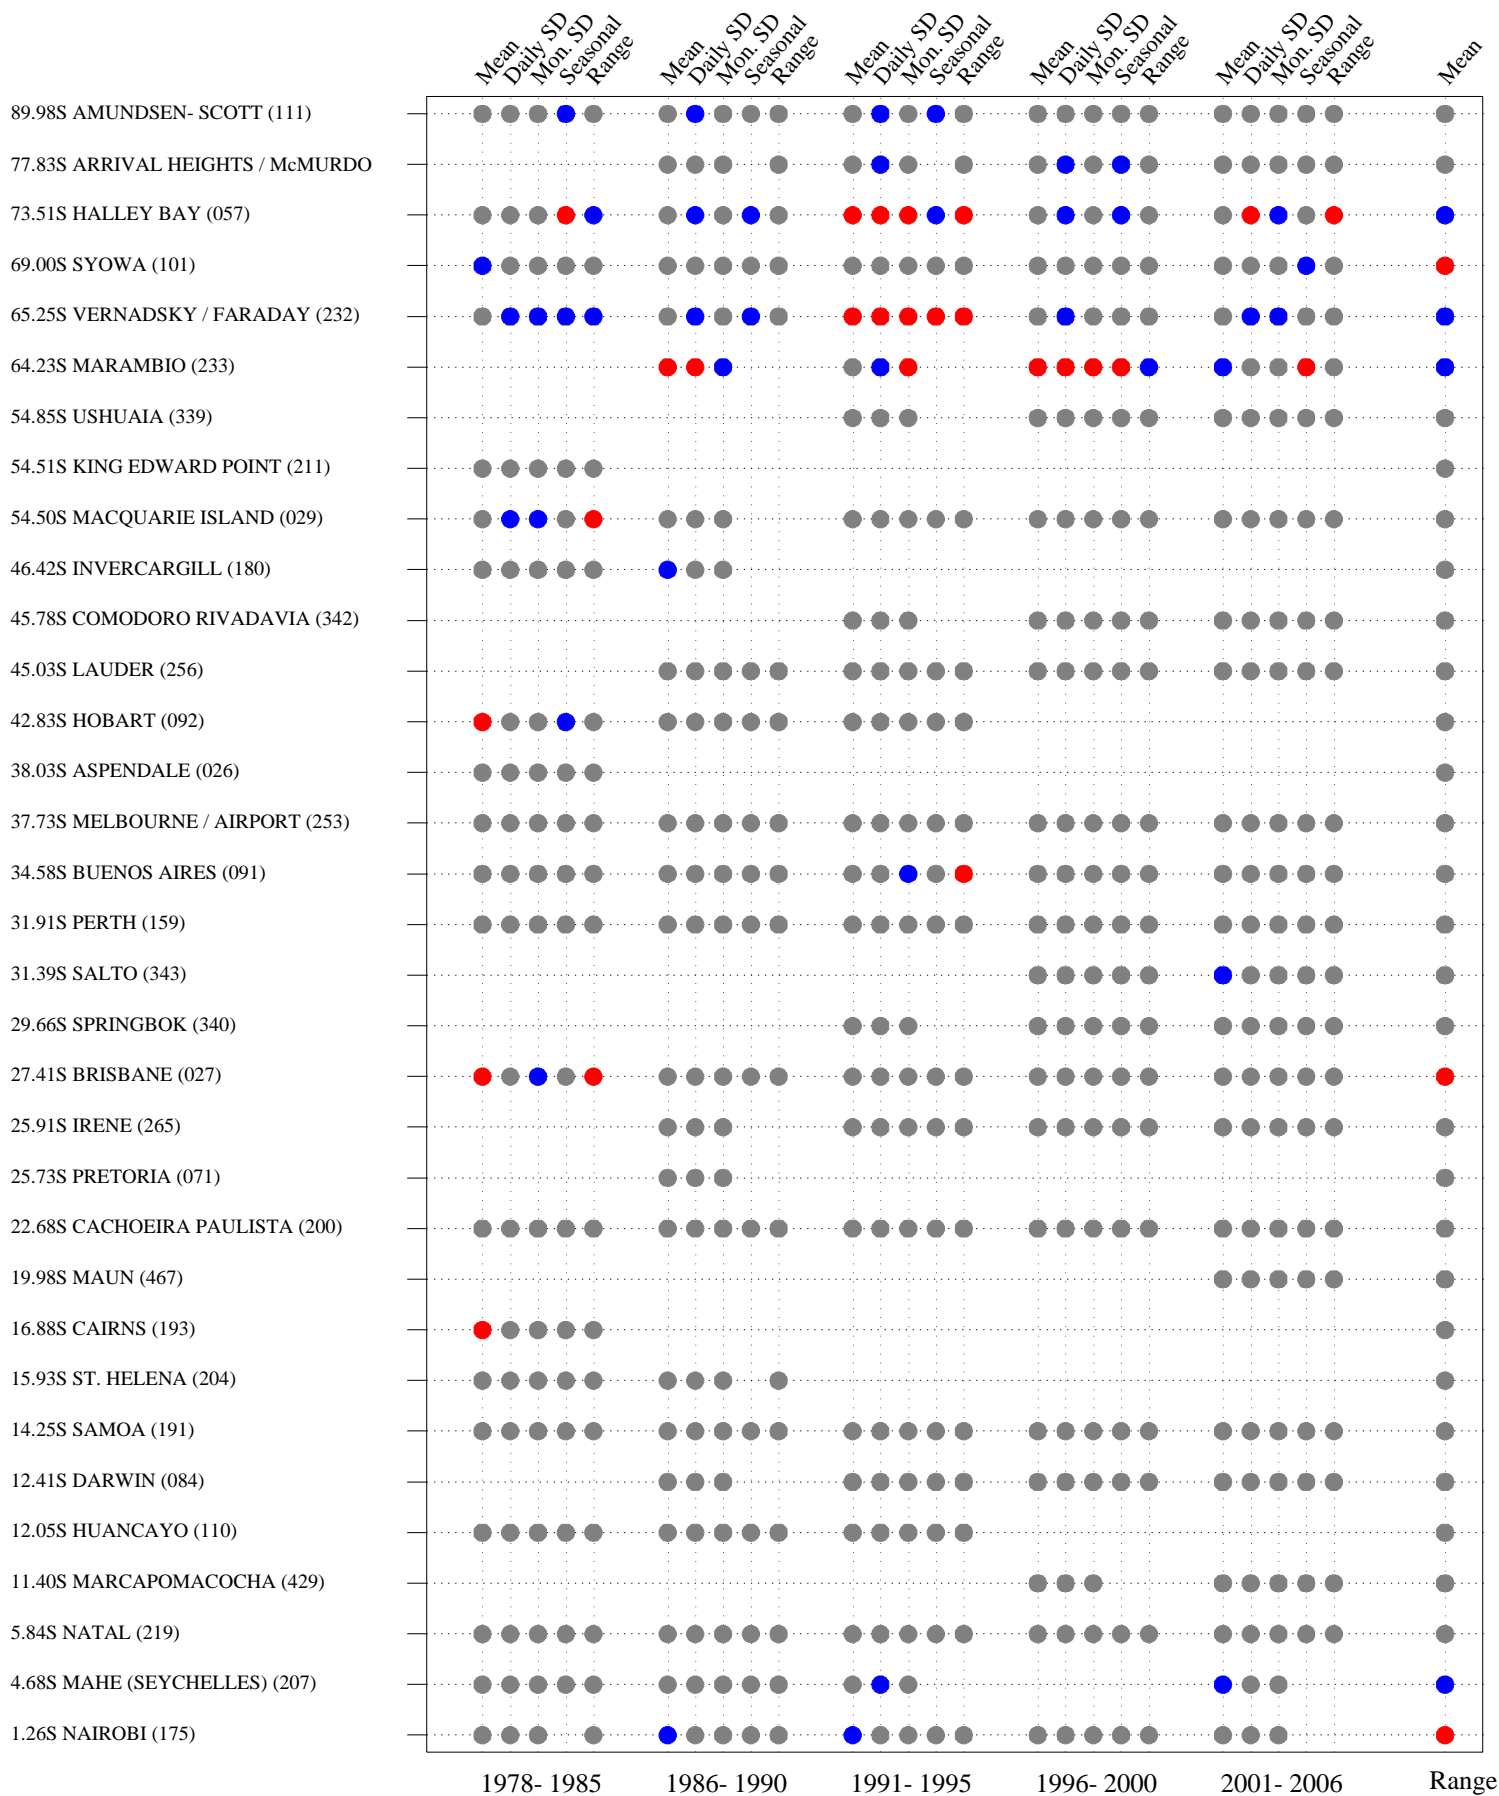 Mean Daily SD Mon. SD Seasonal Range Mean Daily SD Mon. SD Seasonal Range Mean Daily SD Mon. SD Seasonal Range Mean Daily SD Mon. SD Seasonal Range Mean Daily SD Mon. SD Seasonal Range Mean
89.98S AMUNDSEN- SCOTT (111)
77.83S ARRIVAL HEIGHTS / McMURDO
73.51S HALLEY BAY (057)
69.00S SYOWA (101)
65.25S VERNADSKY / FARADAY (232)
64.23S MARAMBIO (233)
54.85S USHUAIA (339)
54.51S KING EDWARD POINT (211)
54.50S MACQUARIE ISLAND (029)
46.42S INVERCARGILL (180)
45.78S COMODORO RIVADAVIA (342)
45.03S LAUDER (256)
42.83S HOBART (092)
38.03S ASPENDALE (026)
37.73S MELBOURNE / AIRPORT (253)
34.58S BUENOS AIRES (091)
31.91S PERTH (159)
31.39S SALTO (343)
29.66S SPRINGBOK (340)
27.41S BRISBANE (027)
25.91S IRENE (265)
25.73S PRETORIA (071)
22.68S CACHOEIRA PAULISTA (200)
19.98S MAUN (467)
16.88S CAIRNS (193)
15.93S ST. HELENA (204)
14.25S SAMOA (191)
12.41S DARWIN (084)
12.05S HUANCAYO (110)
11.40S MARCAPOMACOCHA (429)
5.84S NATAL (219)
4.68S MAHE (SEYCHELLES) (207)
1.26S NAIROBI (175)
1978- 1985 1986- 1990 1991- 1995 1996- 2000 2001- 2006 Range